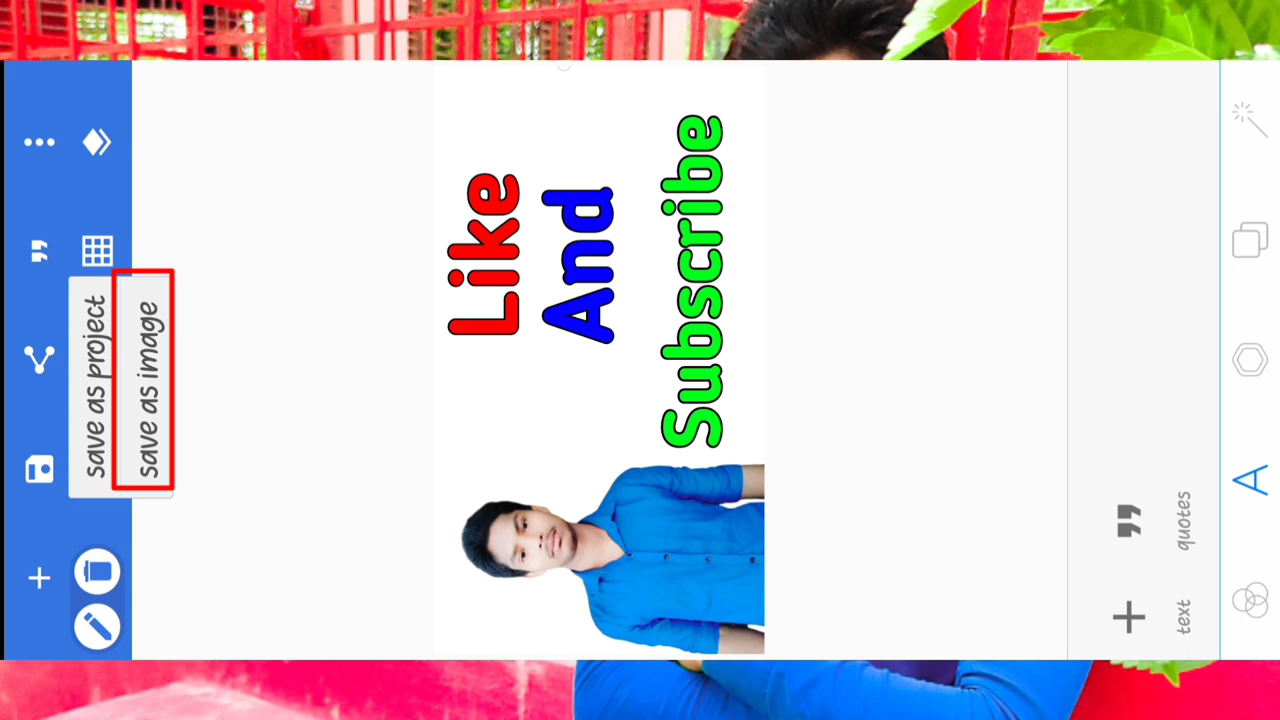 save as project
save as image
Like
And
Subscribe
quotes
text